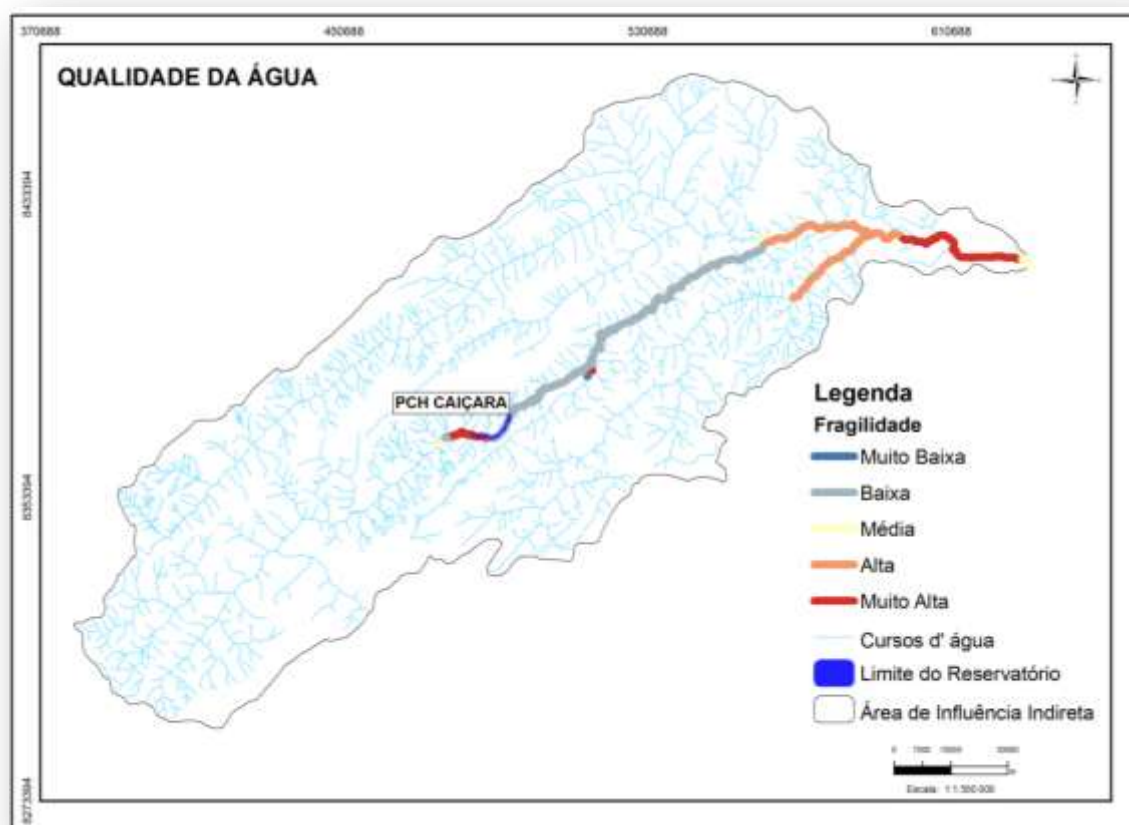 370688 450688 530688 610688
QUALIDADE DA ÁGUA
8433394
PCH CAIÇARA
8353394
8273394
Legenda
Fragilidade
Muito Baixa
Baixa
Média
Alta
Muito Alta
Cursos d' água
Limite do Reservatório
Área de Influência Indireta